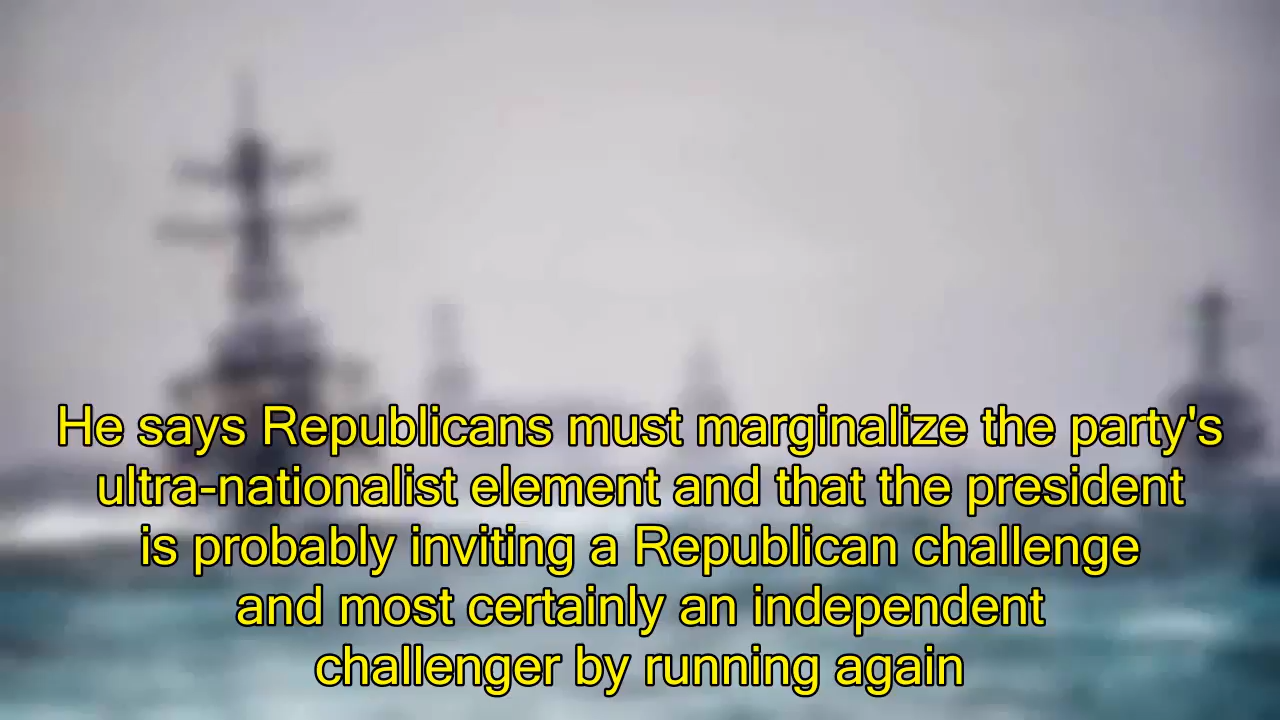 He says Republicans must marginalize the party's
ultra-nationalist element and that the president
is probably inviting a Republican challenge
and most certainly an independent
challenger by running again